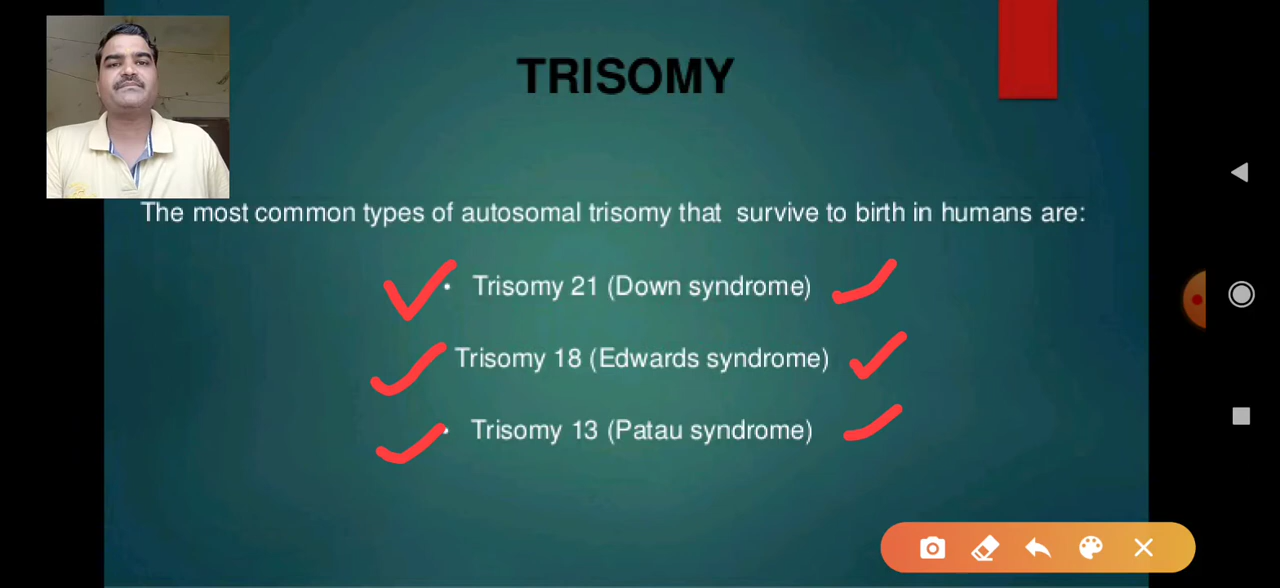 TRISOMY
The most common types of autosomal trisomy that survive to birth in humans are:
• Trisomy 21 (Down syndrome)
Trisomy 18 (Edwards syndrome)
• Trisomy 13 (Patau syndrome)